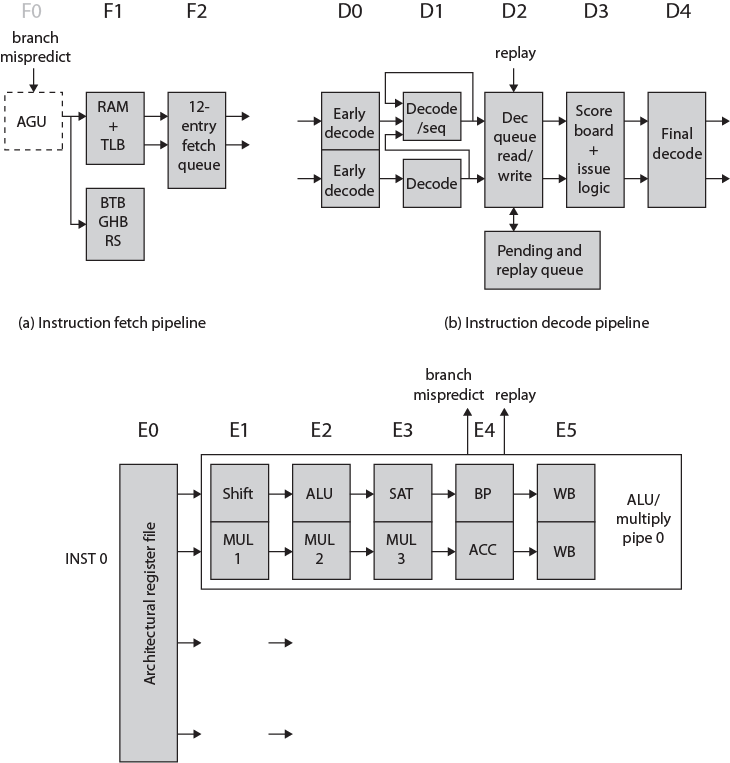 F0 F1 F2 D0 D1 D2 D3 D4
branch
mispredict
replay
AGU
RAM
+
TLB
12-
entry
fetch
queue
BTB
GHB
RS
Early
decode
Early
decode
Decode
/seq
Decode
Dec
queue
read/
write
Score
board
+
issue
logic
Final
decode
Pending and
replay queue
(a) Instruction fetch pipeline
(b) Instruction decode pipeline
branch
mispredict
replay
E0 E1 E2 E3 E4 E5
INST 0
Architectural register file
Shift
ALU
SAT
BP
WB
MUL
1
MUL
2
MUL
3
ACC
WB
ALU/
multiply
pipe 0